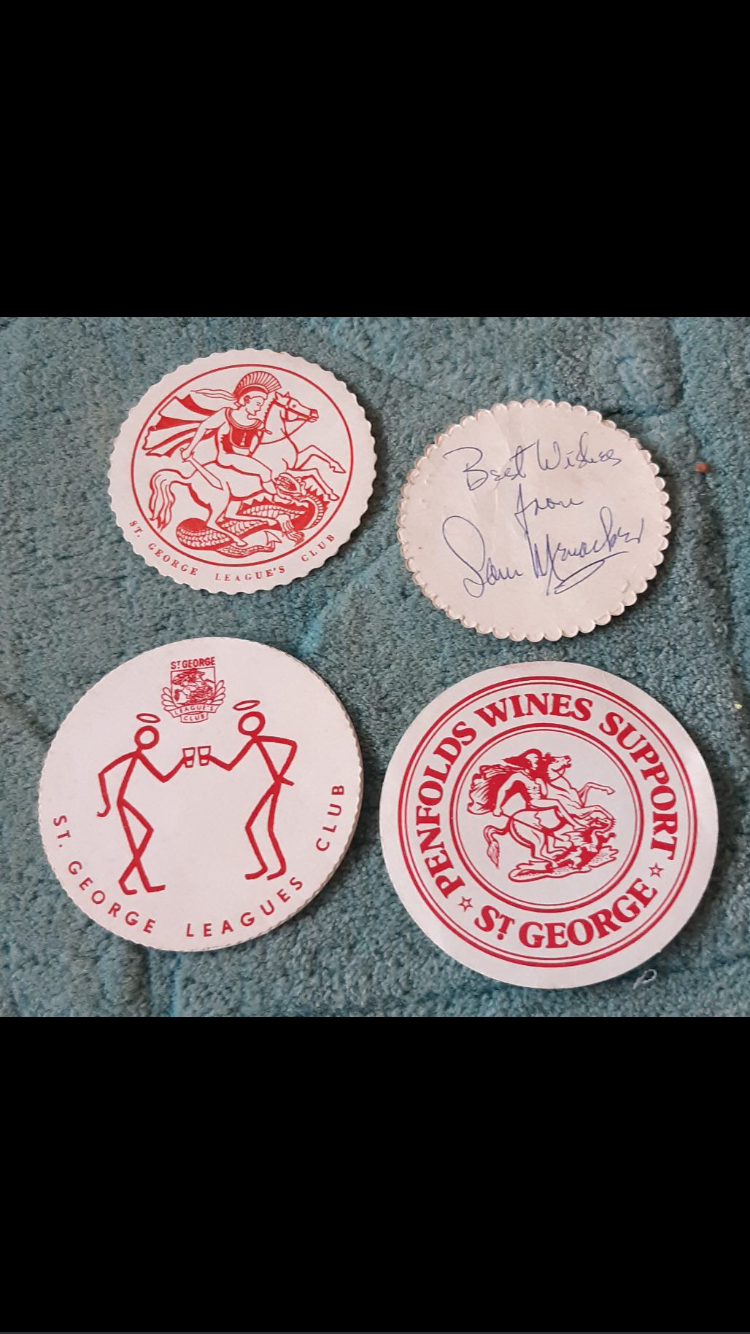 ST. GEORGE LEAGUE'S CLUB
Best Wishes
from
ST GEORGE
LEAGUE'S
CLUB
ST. GEORGE LEAGUES CLUB
PENFOLDS WINES SUPPORT
ST. GEORGE